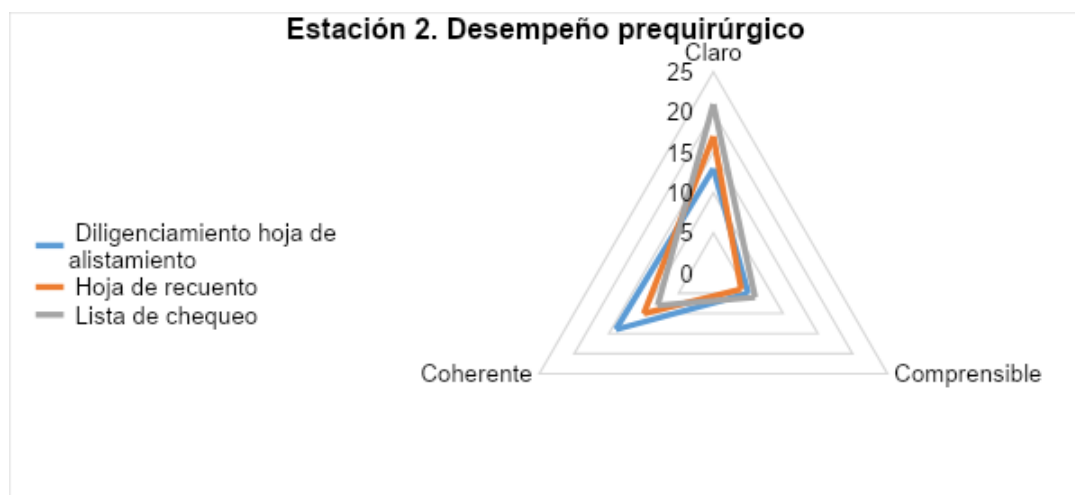 Estación 2. Desempeño prequirúrgico
Claro
25
20
15
10
5
0
Diligenciamiento hoja de
alistamiento
Hoja de recuento
Lista de chequeo
Coherente
Comprensible